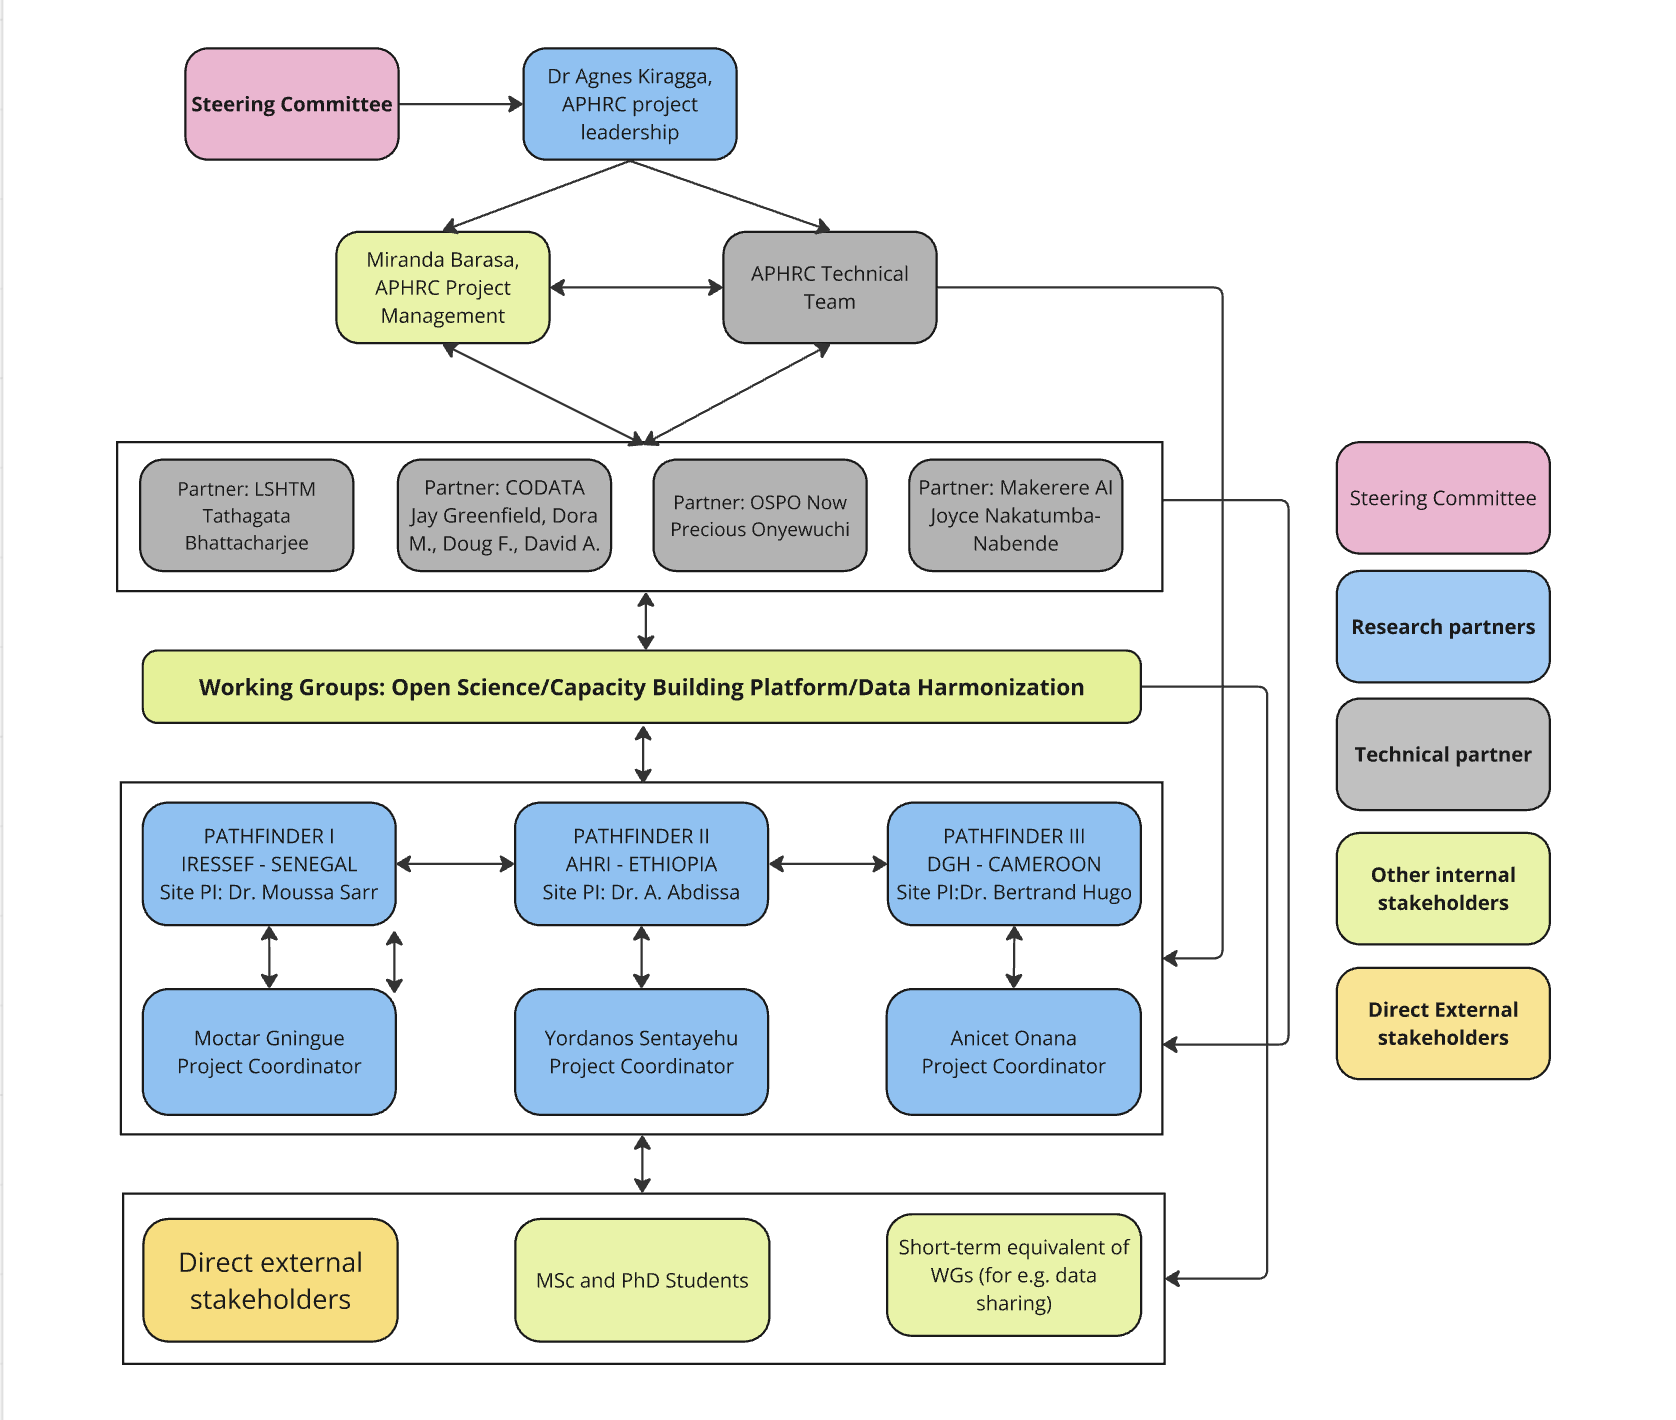 Steering Committee
Dr Agnes Kiragga,
APHRC project
leadership
Miranda Barasa,
APHRC Project
Management
APHRC Technical
Team
Partner: LSHTM
Tathagata
Bhattacharjee
Partner: CODATA
Jay Greenfield, Dora
M., Doug F., David A.
Partner: OSPO Now
Precious Onyewuchi
Partner: Makerere AI
Joyce Nakatumba-
Nabende
Working Groups: Open Science/Capacity Building Platform/Data Harmonization
PATHFINDER I
IRESSEF - SENEGAL
Site PI: Dr. Moussa Sarr
PATHFINDER II
AHRI - ETHIOPIA
Site PI: Dr. A. Abdissa
PATHFINDER III
DGH - CAMEROON
Site PI:Dr. Bertrand Hugo
Moctar Gningue
Project Coordinator
Yordanos Sentayehu
Project Coordinator
Anicet Onana
Project Coordinator
Direct external
stakeholders
MSc and PhD Students
Short-term equivalent of
WGs (for e.g. data
sharing)
Steering Committee
Research partners
Technical partner
Other internal
stakeholders
Direct External
stakeholders